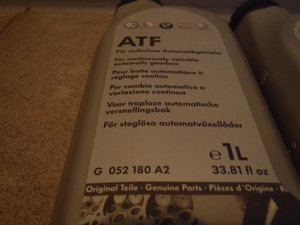 ATF
För stufenlose Automatikgetriebe
For continuously variable
automatic gearbox
Pour boîte automatique à
réglage continu
Per cambio automatico a
variazione continua
Voor traploze automatische
versnellingsbak
För steglösa automatväxellådor
e 1L
G 052 180 A2
33.81 fl oz
Original Teile · Genuine Parts · Pièces d'Origine · R